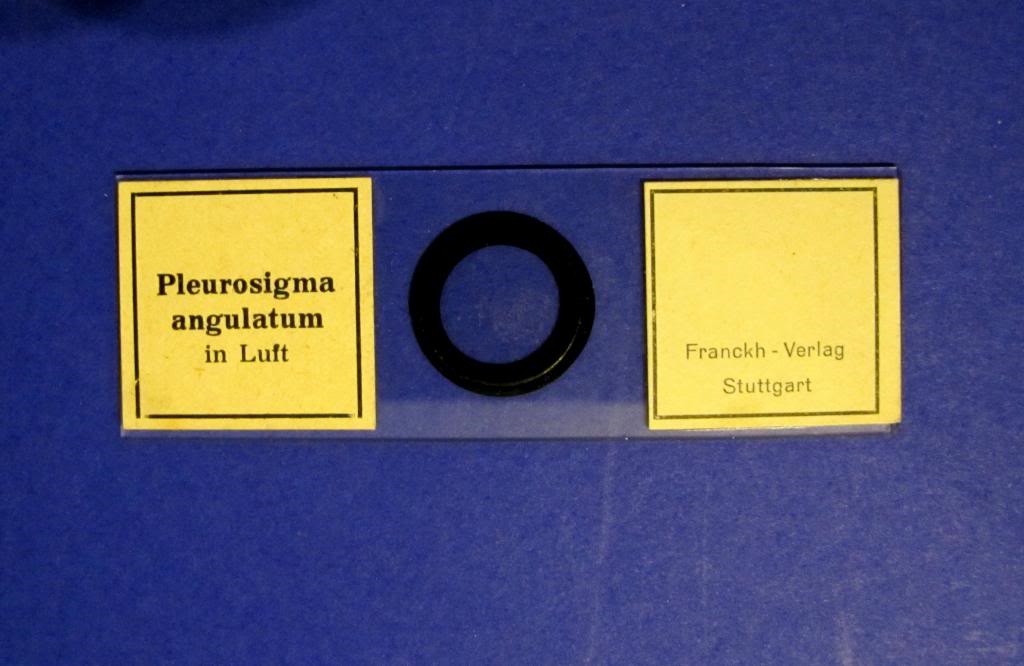 Pleurosigma
angulatum
in Luft
Franckh - Verlag
Stuttgart